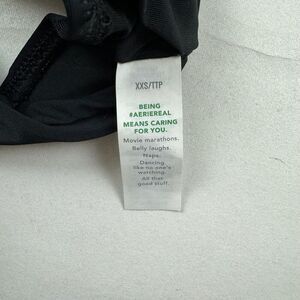 XXS/TTP
BEING
#AERIEREAL
MEANS CARING
FOR YOU.
Movie marathons.
Belly laughs.
Naps.
Dancing
like no one's
watching.
All that
good stuff.